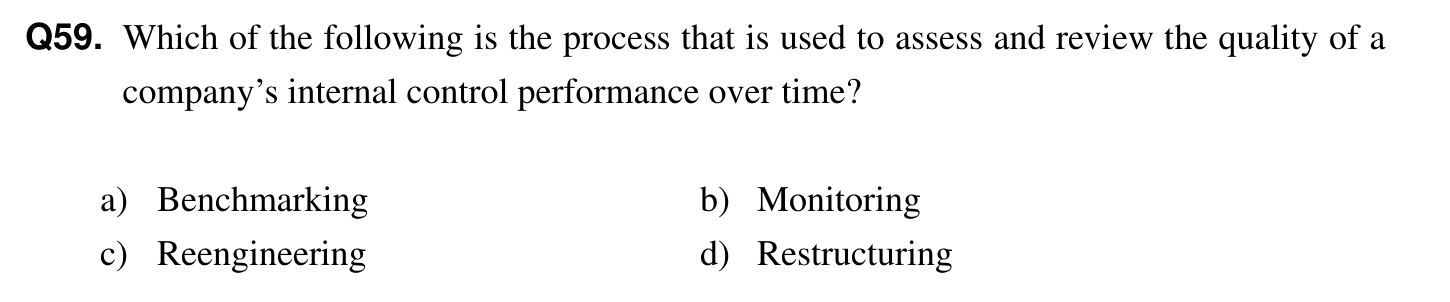 Q59. Which of the following is the process that is used to assess and review the quality of a
company’s internal control performance over time?
a) Benchmarking b) Monitoring
c) Reengineering d) Restructuring